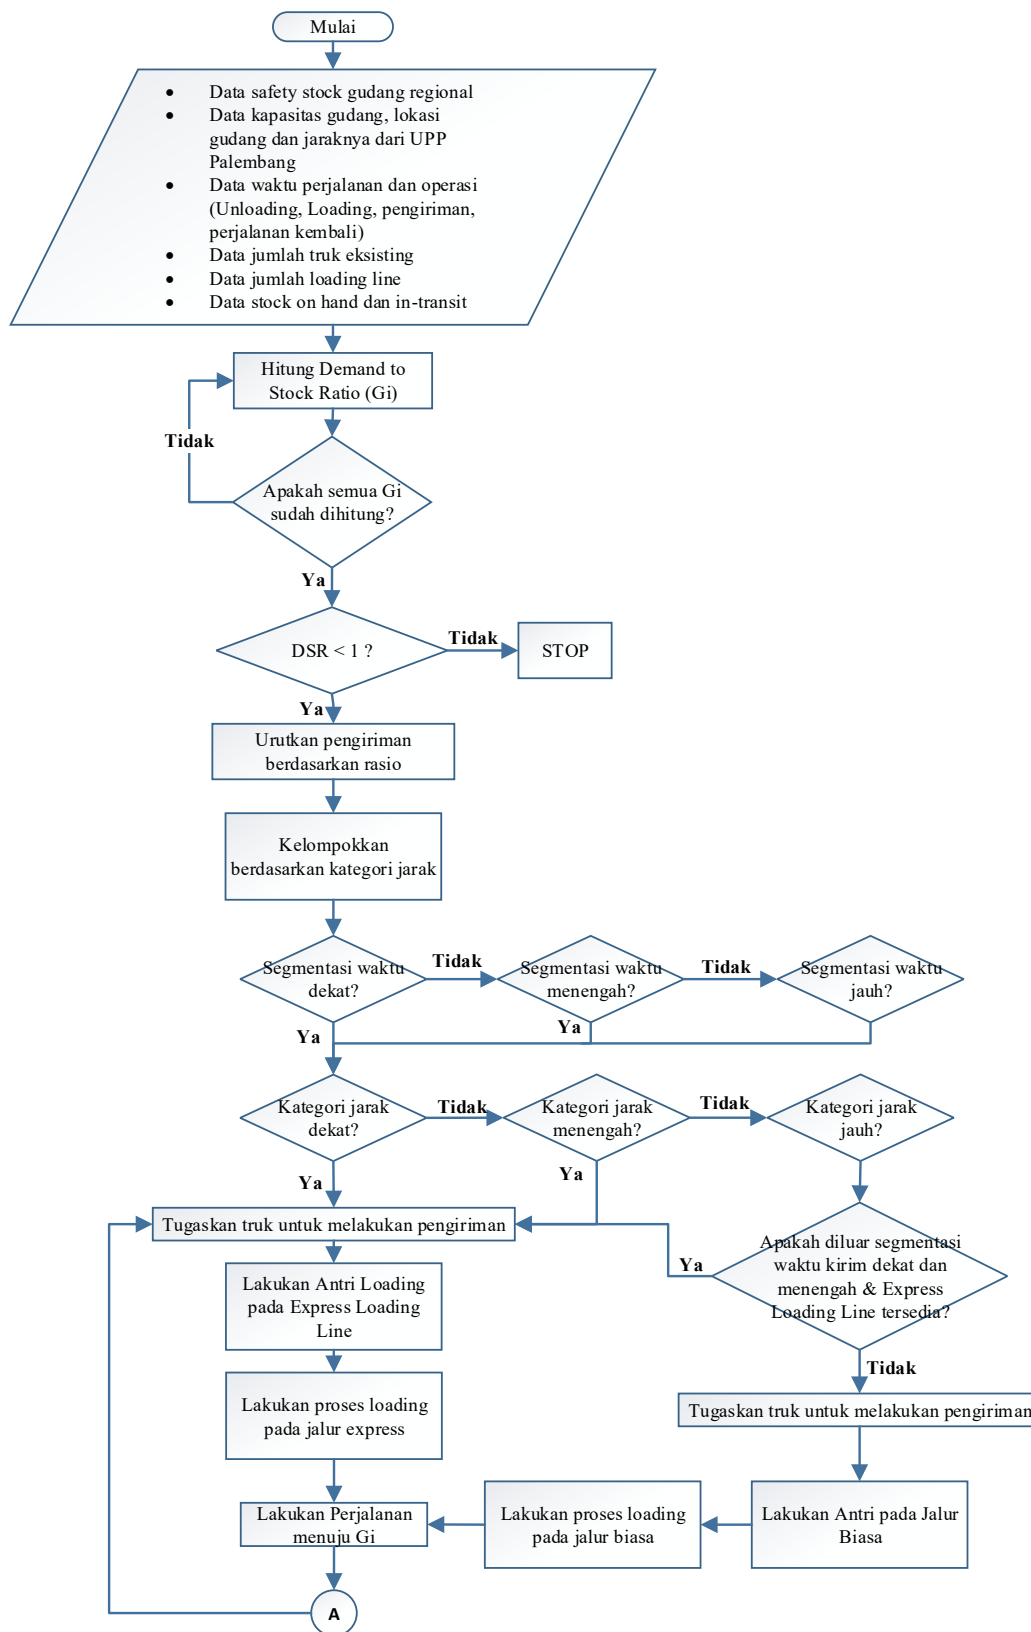 Mulai
• Data safety stock gudang regional
• Data kapasitas gudang, lokasi
gudang dan jaraknya dari UPP
Palembang
• Data waktu perjalanan dan operasi
(Unloading, Loading, pengiriman,
perjalanan kembali)
• Data jumlah truk eksisting
• Data jumlah loading line
• Data stock on hand dan in-transit
Hitung Demand to
Stock Ratio (Gi)
Tidak
Apakah semua Gi
sudah dihitung?
Ya
DSR < 1 ?
Tidak
STOP
Ya
Urutkan pengiriman
berdasarkan rasio
Kelompokkan
berdasarkan kategori jarak
Segmentasi waktu
dekat?
Tidak
Segmentasi waktu
menengah?
Tidak
Segmentasi waktu
jauh?
Ya
Ya
Kategori jarak
dekat?
Tidak
Kategori jarak
menengah?
Tidak
Kategori jarak
jauh?
Ya
Ya
Tugaskan truk untuk melakukan pengiriman
Apakah diluar segmentasi
waktu kirim dekat dan
menengah & Express
Loading Line tersedia?
Ya
Tidak
Lakukan Antri Loading
pada Express Loading
Line
Lakukan proses loading
pada jalur express
Tugaskan truk untuk melakukan pengiriman
Lakukan Antri pada Jalur
Biasa
Lakukan proses loading
pada jalur biasa
Lakukan Perjalanan
menuju Gi
A